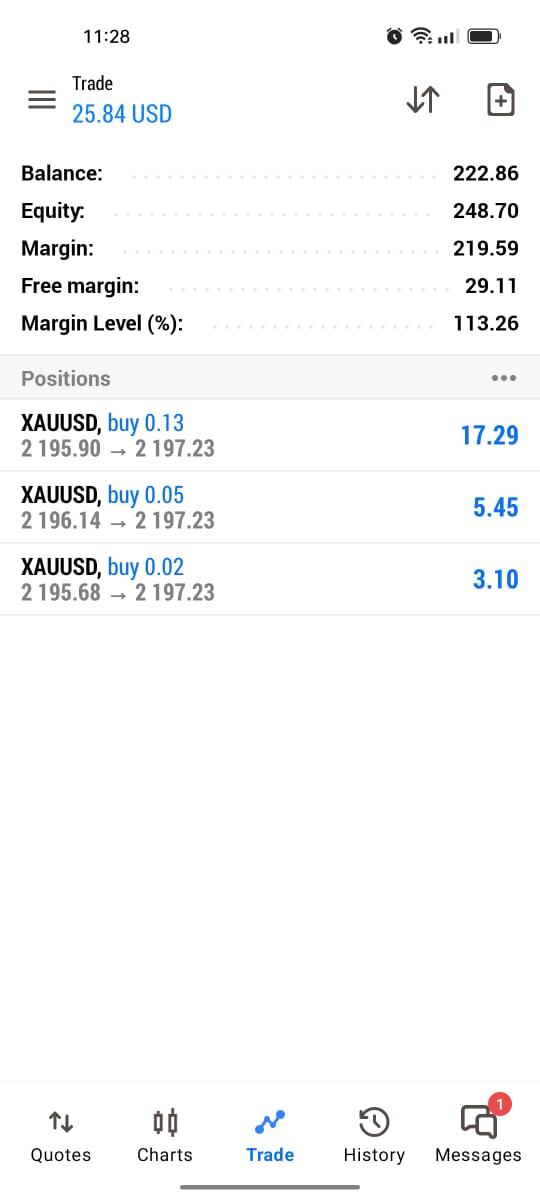 11:28
Trade
25.84 USD
Balance: 222.86
Equity: 248.70
Margin: 219.59
Free margin: 29.11
Margin Level (%): 113.26
Positions
XAUUSD, buy 0.13
2 195.90 → 2 197.23
17.29
XAUUSD, buy 0.05
2 196.14 → 2 197.23
5.45
XAUUSD, buy 0.02
2 195.68 → 2 197.23
3.10
1
Quotes Charts Trade History Messages